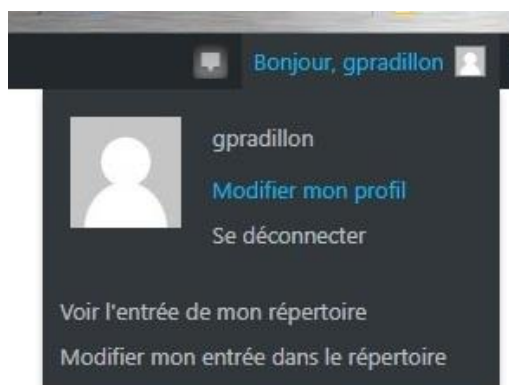 Bonjour, gpradillon
gpradillon
Modifier mon profil
Se déconnecter
Voir l'entrée de mon répertoire
Modifier mon entrée dans le répertoire